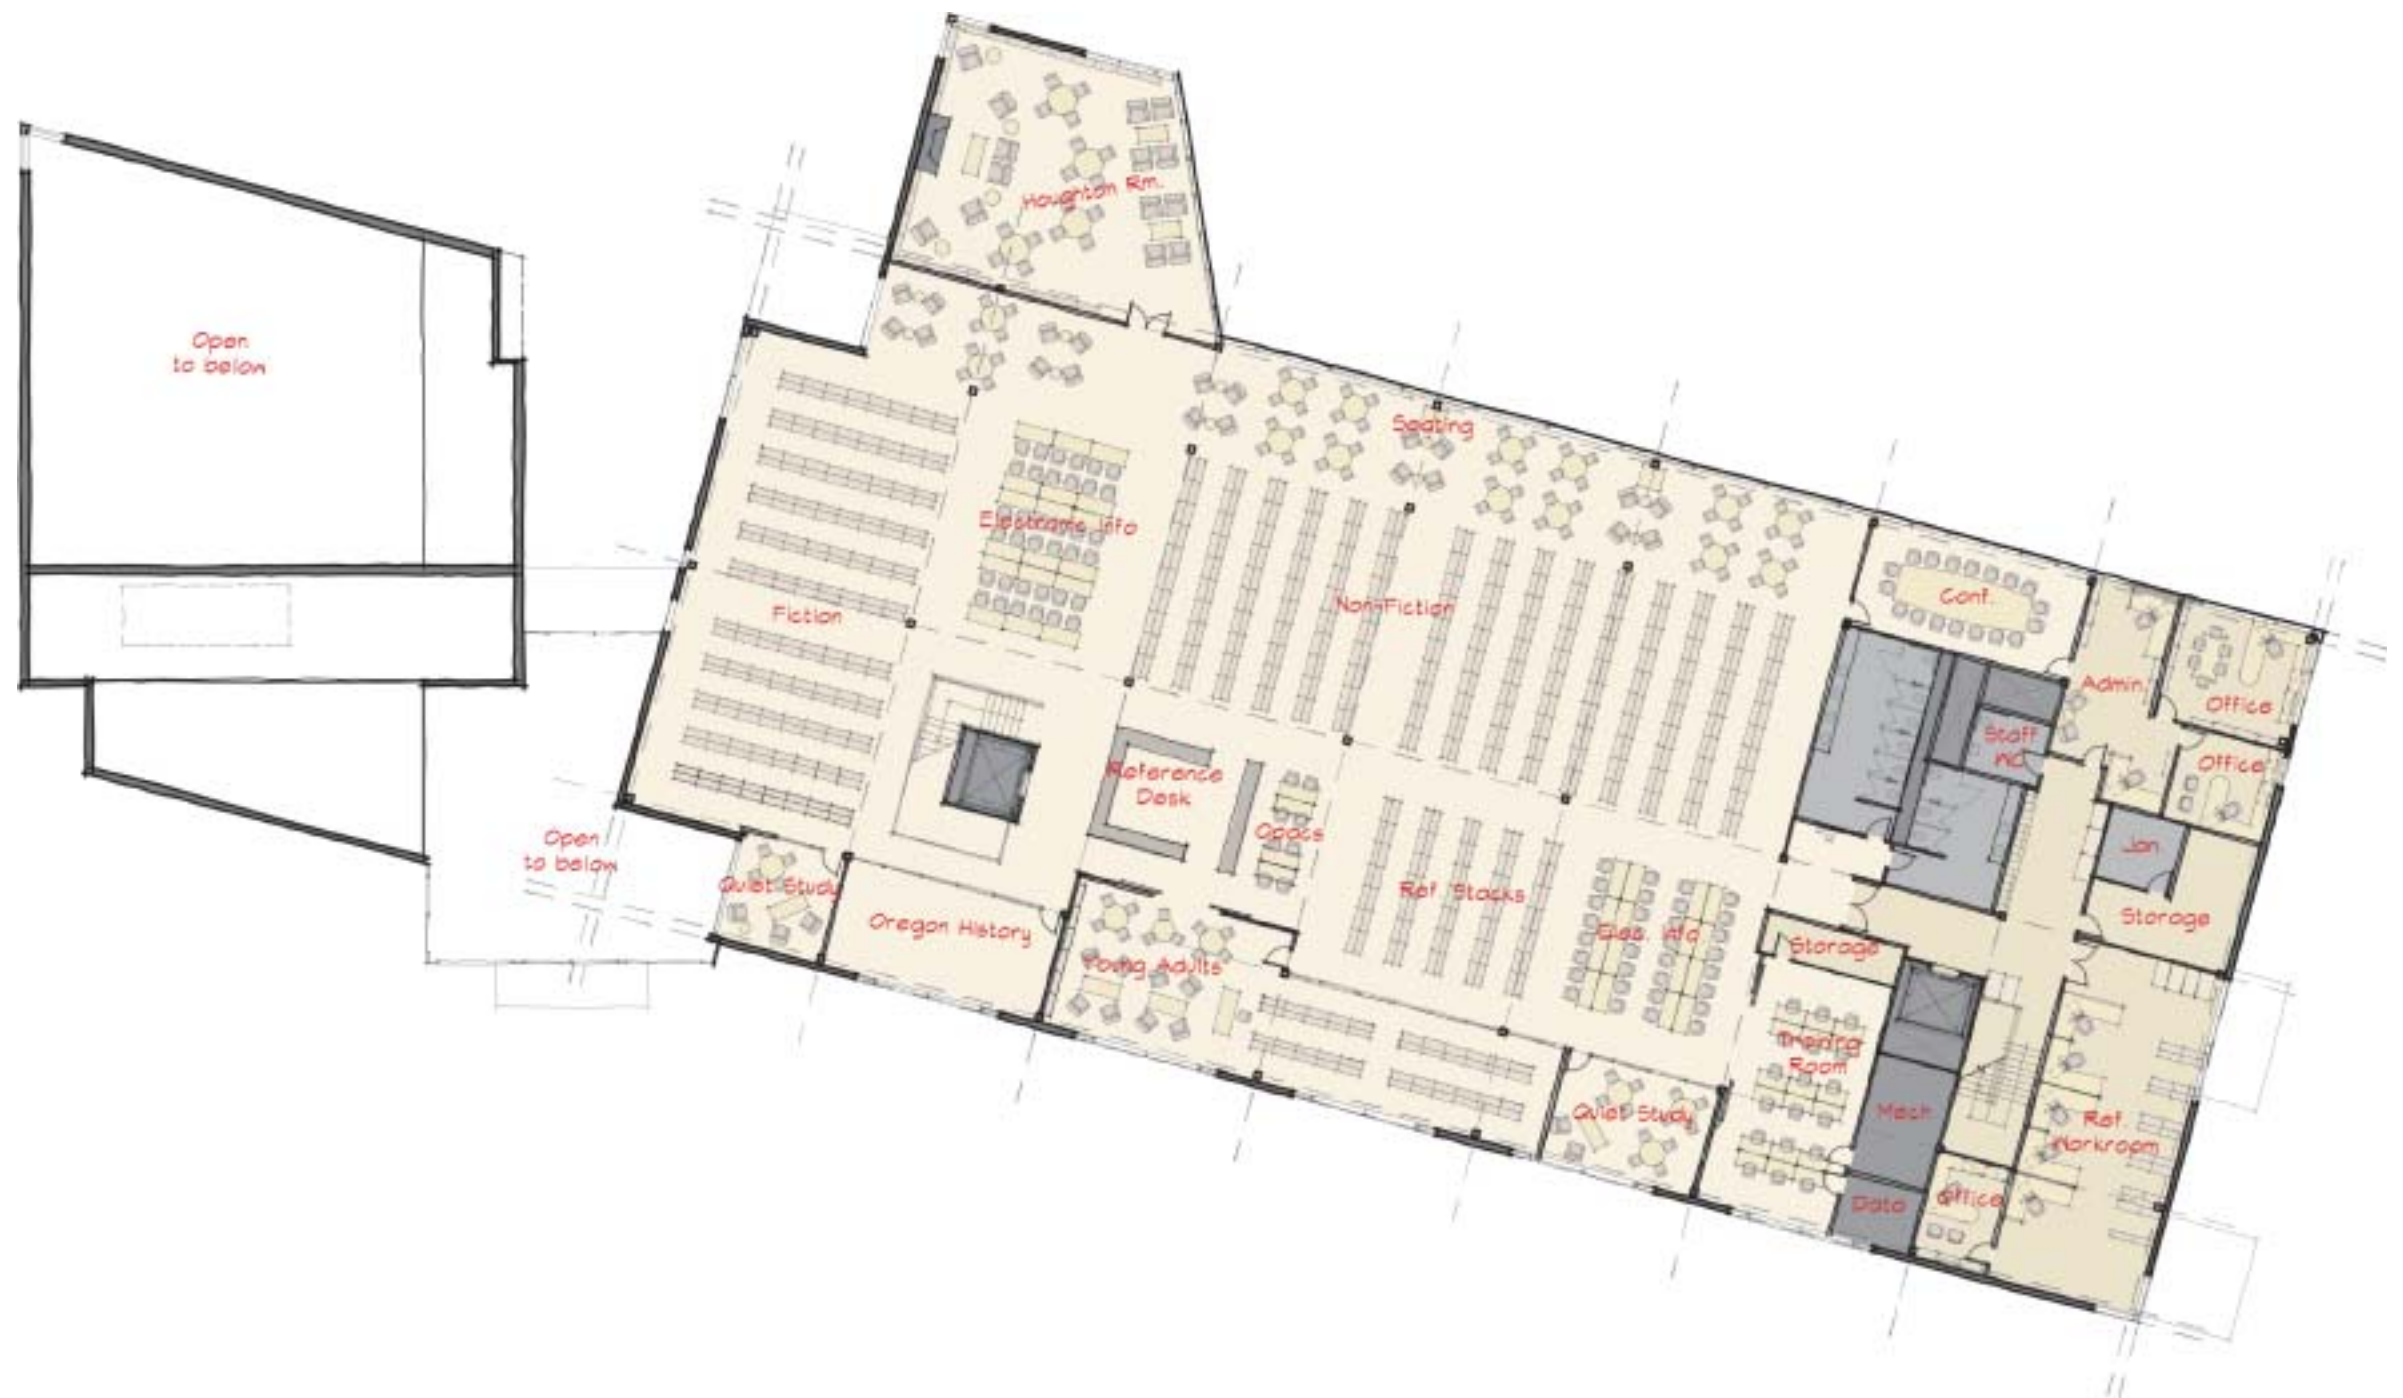 Houghton Rm.
Open
to below
Seating
Electronic Info
Non-Fiction
Fiction
Conf.
Admin.
Office
Staff
WC
Office
Reference
Desk
Opacs
Open
to below
Quiet Study
Oregon History
Ref. Stacks
Elec. Info
Jan
Storage
Storage
Young Adults
Training
Room
Quiet Study
Mech
Ref.
Workroom
Data
Office